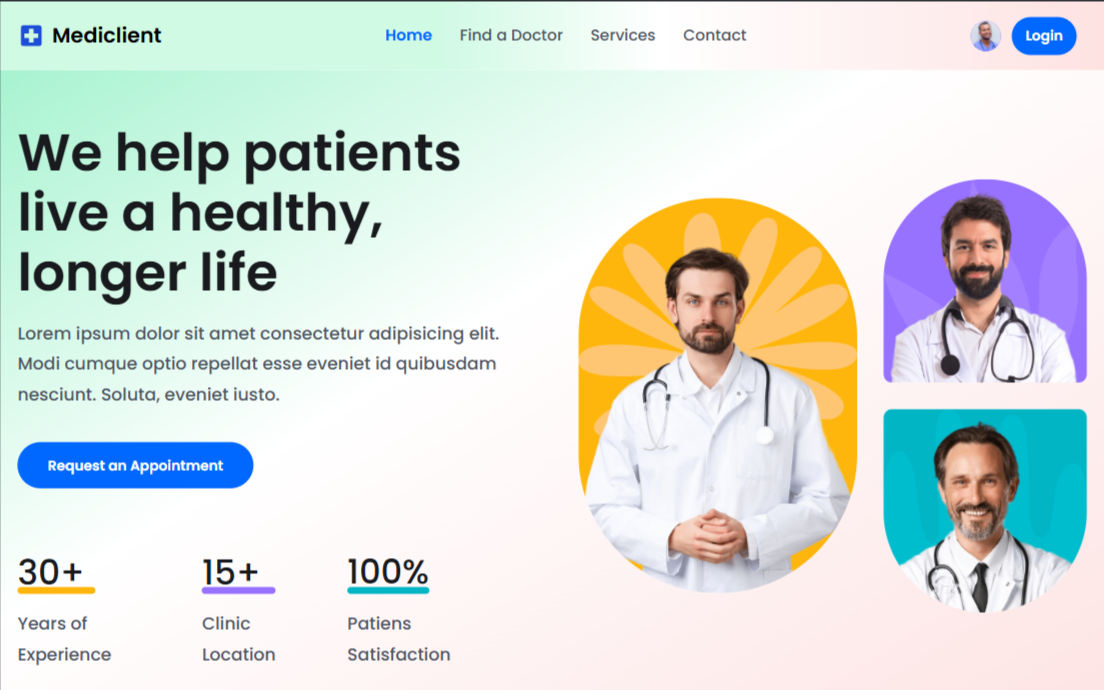 Mediclient
Home Find a Doctor Services Contact
Login
We help patients
live a healthy,
longer life
Lorem ipsum dolor sit amet consectetur adipisicing elit.
Modi cumque optio repellat esse eveniet id quibusdam
nesciunt. Soluta, eveniet iusto.
Request an Appointment
30+
Years of
Experience
15+
Clinic
Location
100%
Patiens
Satisfaction